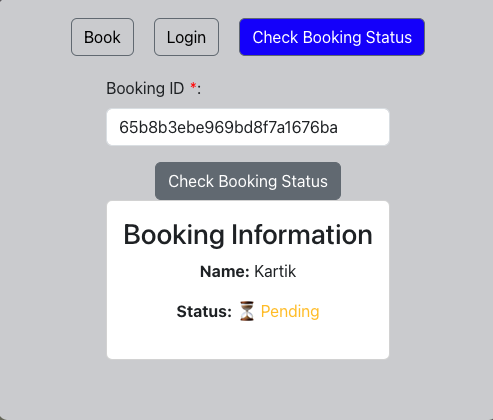 Book Login Check Booking Status
Booking ID *:
65b8b3ebe969bd8f7a1676ba
Check Booking Status
Booking Information
Name: Kartik
Status: ⏳ Pending